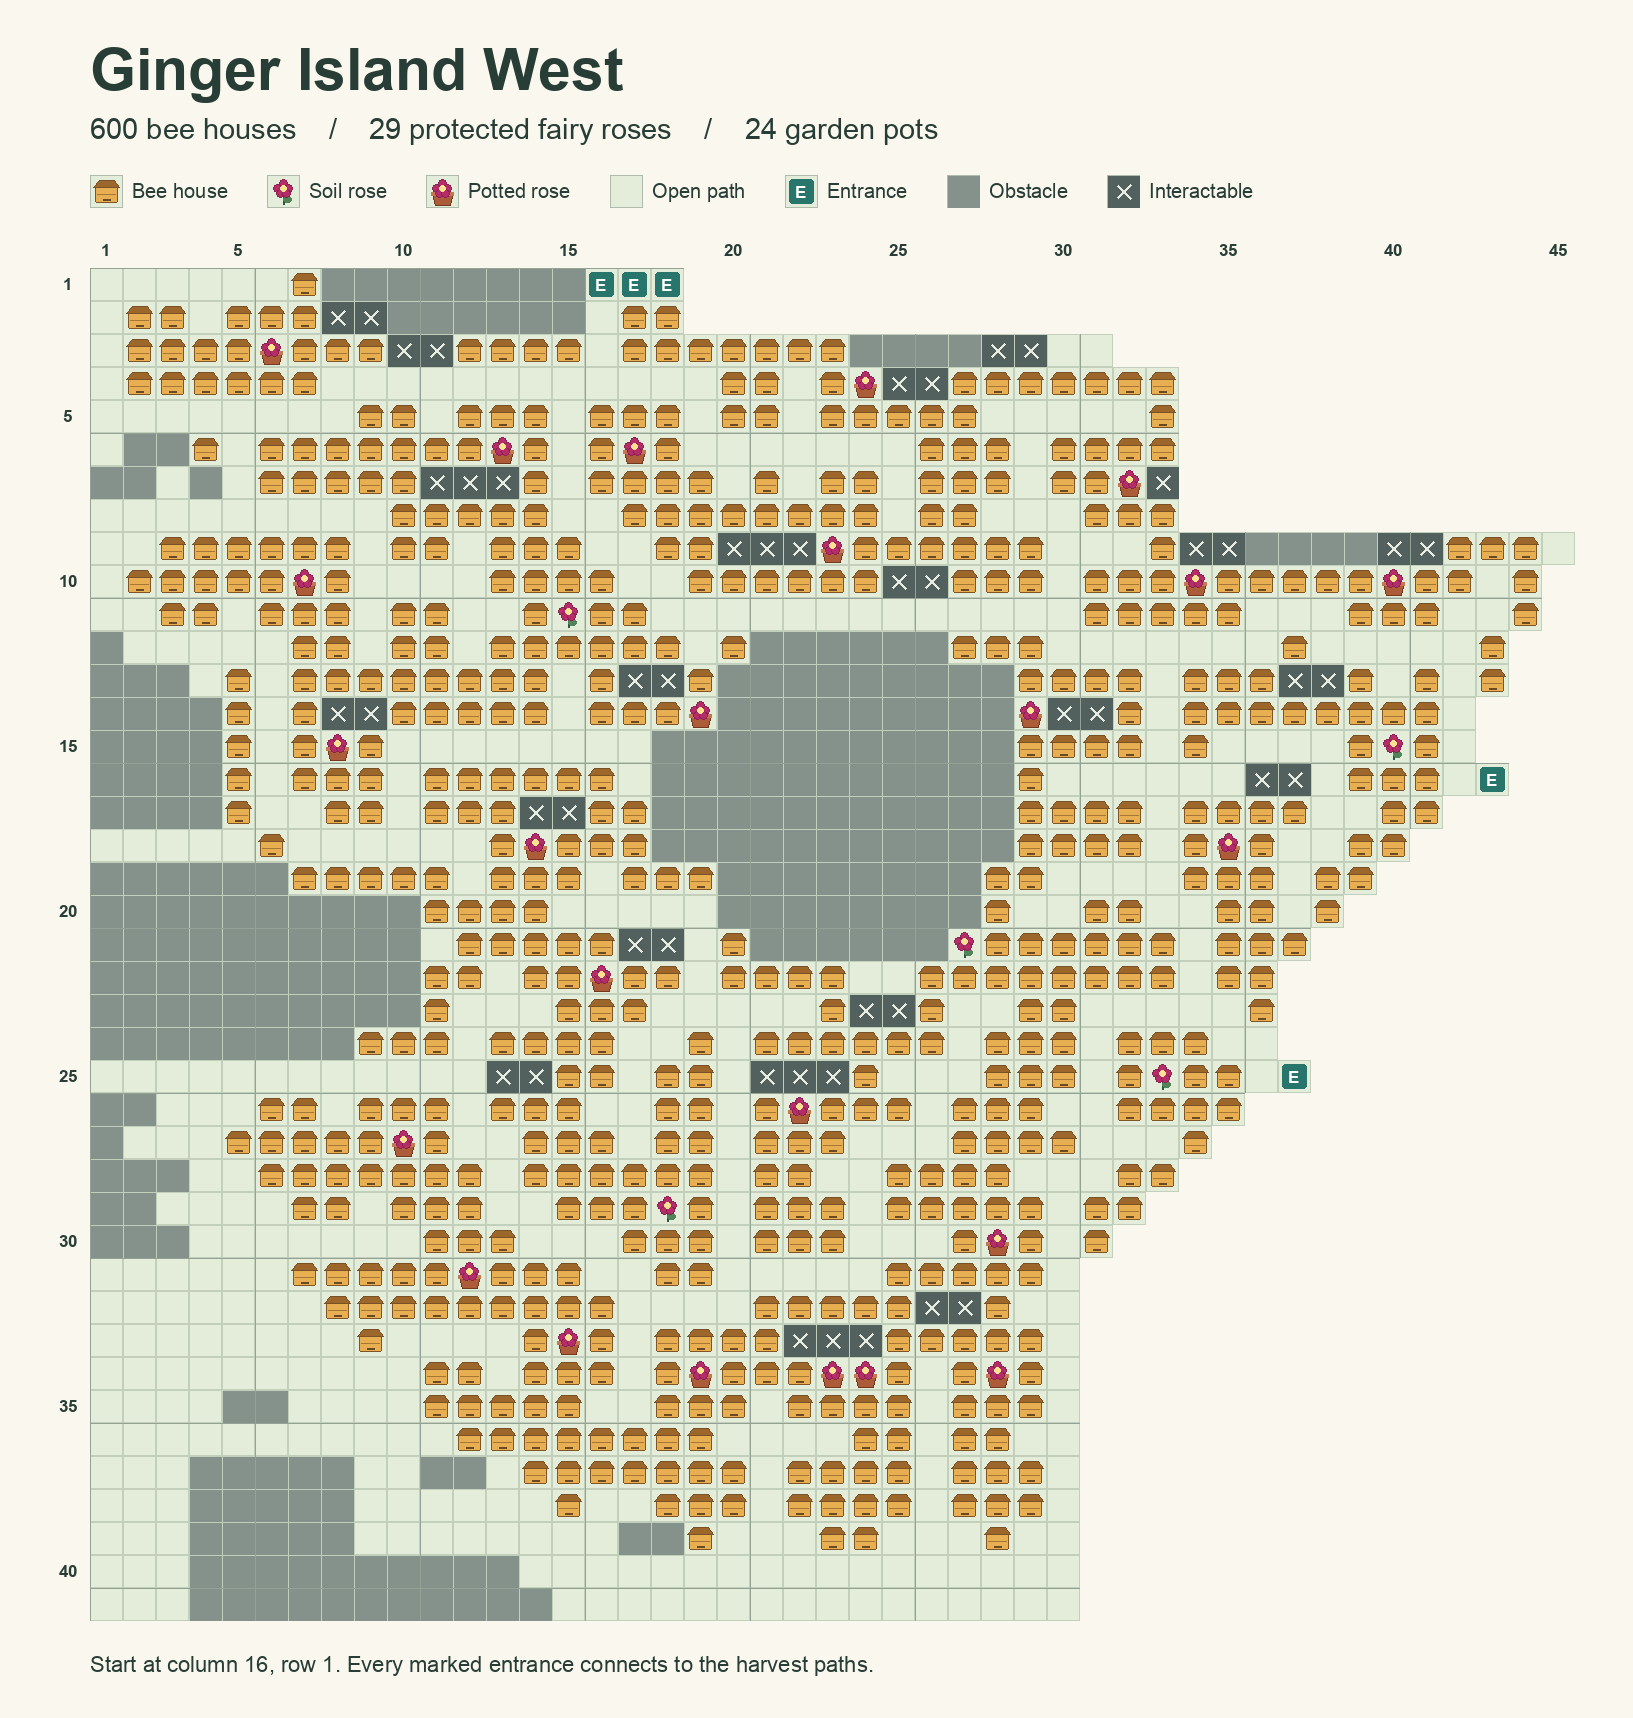 Ginger Island West
600 bee houses / 29 protected fairy roses / 24 garden pots
Bee house Soil rose Potted rose Open path E Entrance Obstacle Interactable
1 5 10 15 20 25 30 35 40 45
1 E E E
5
10
15
E
20
25 E
30
35
40
Start at column 16, row 1. Every marked entrance connects to the harvest paths.